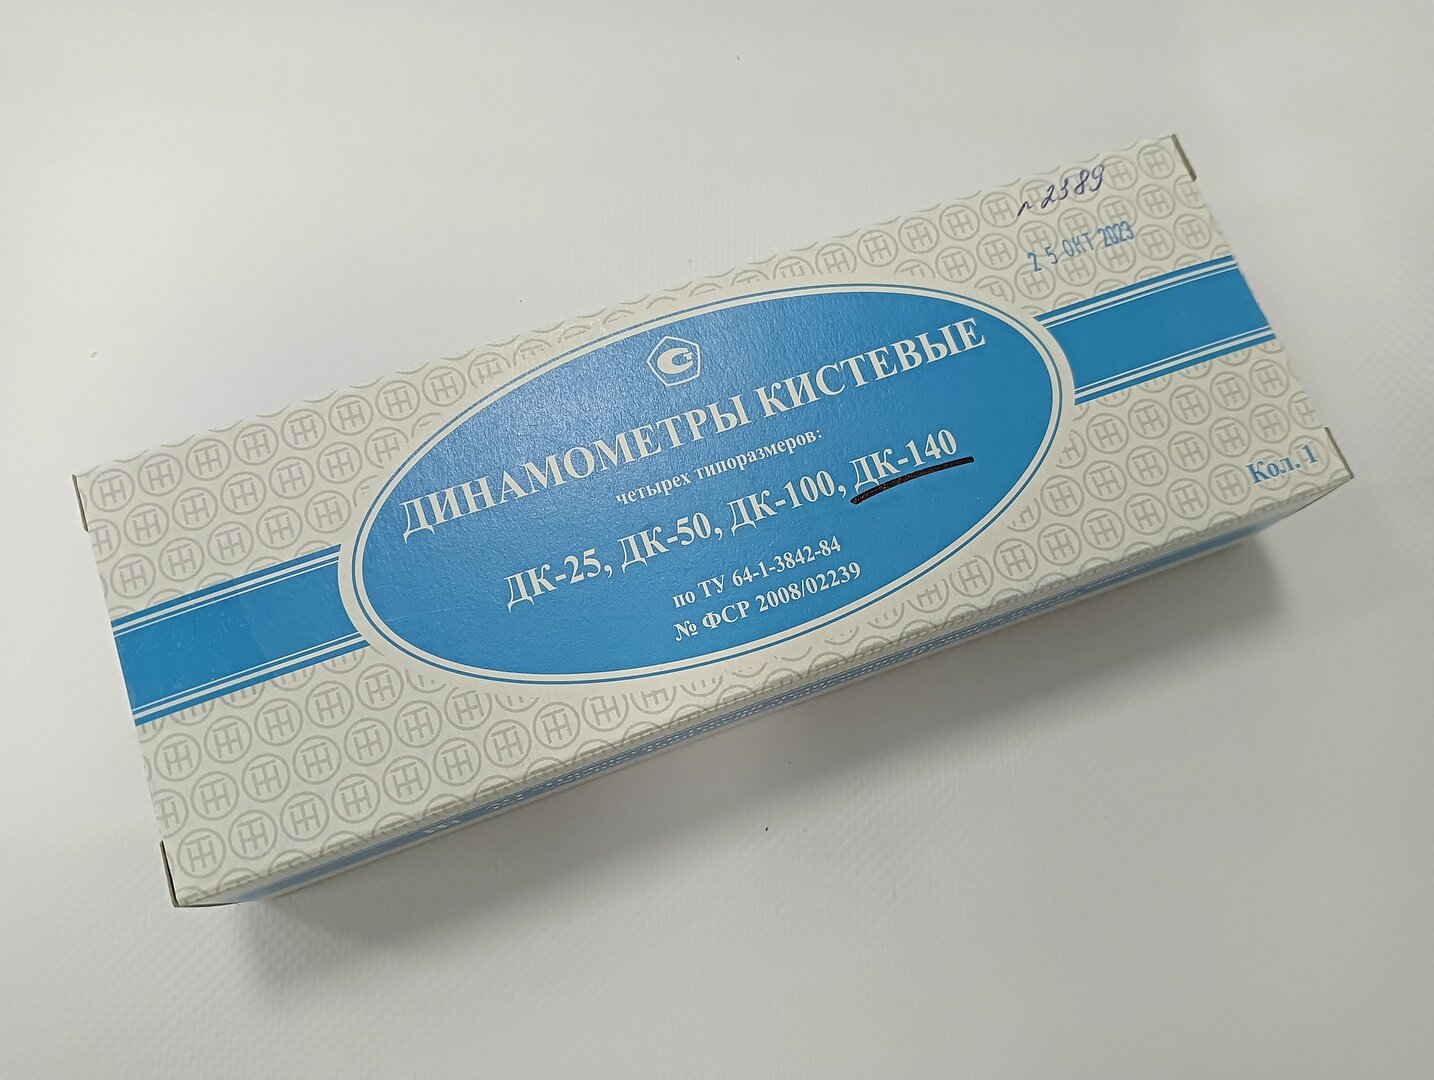 №2389
25 ОКТ 2023
ДИНАМОМЕТРЫ КИСТЕВЫЕ
четырех типоразмеров:
ДК-25, ДК-50, ДК-100, ДК-140
по ТУ 64-1-3842-84
№ ФСР 2008/02239
Кол. 1